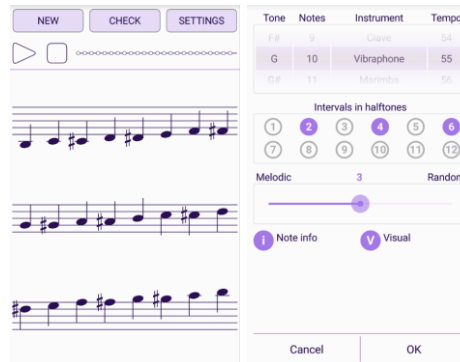 NEW CHECK SETTINGS
Tone Notes Instrument Tempo
F# 9 Clave 54
G 10 Vibraphone 55
G# 11 Marimba 56
Intervals in halftones
1 2 3 4 5 6
7 8 9 10 11 12
Melodic 3 Random
i Note info V Visual
Cancel OK